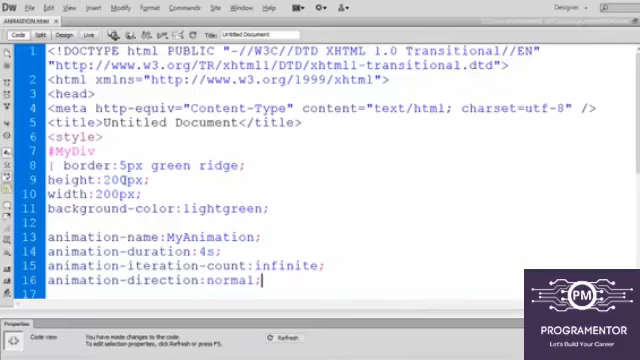 Dw File Edit View Insert Modify Format Commands Site Window Help
Designer
ANIMATION.html
Code Split Design Live Title: Untitled Document
1 <!DOCTYPE html PUBLIC "-//W3C//DTD XHTML 1.0 Transitional//EN"
"http://www.w3.org/TR/xhtml1/DTD/xhtml1-transitional.dtd">
2 <html xmlns="http://www.w3.org/1999/xhtml">
3 <head>
4 <meta http-equiv="Content-Type" content="text/html; charset=utf-8" />
5 <title>Untitled Document</title>
6 <style>
7 #MyDiv
8 { border:5px green ridge;
9 height:200px;
10 width:200px;
11 background-color:lightgreen;
12
13 animation-name:MyAnimation;
14 animation-duration:4s;
15 animation-iteration-count:infinite;
16 animation-direction:normal;
17
PM
PROGRAMENTOR
Let's Build Your Career
Properties
Code view
You have made changes to the code.
To edit selection properties, click Refresh or press F5.
Refresh